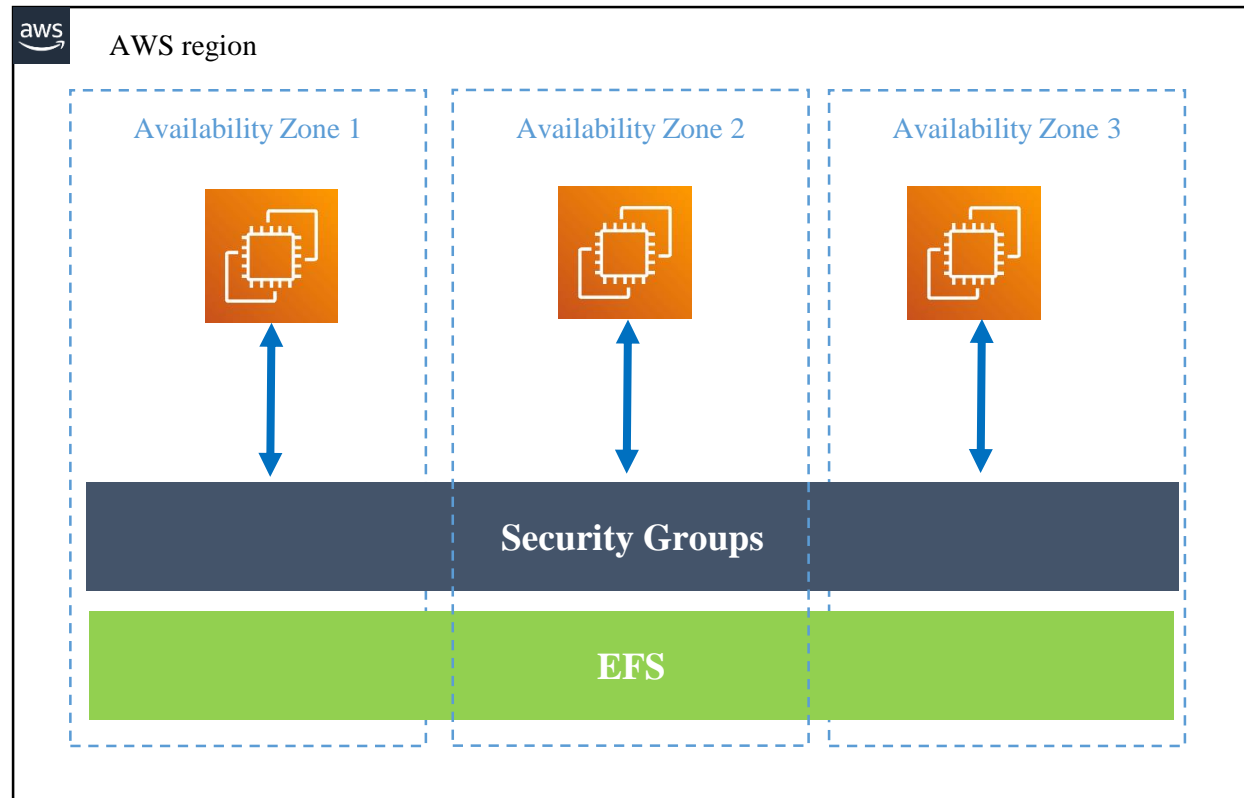 aws
AWS region
Availability Zone 1
Availability Zone 2
Availability Zone 3
Security Groups
EFS